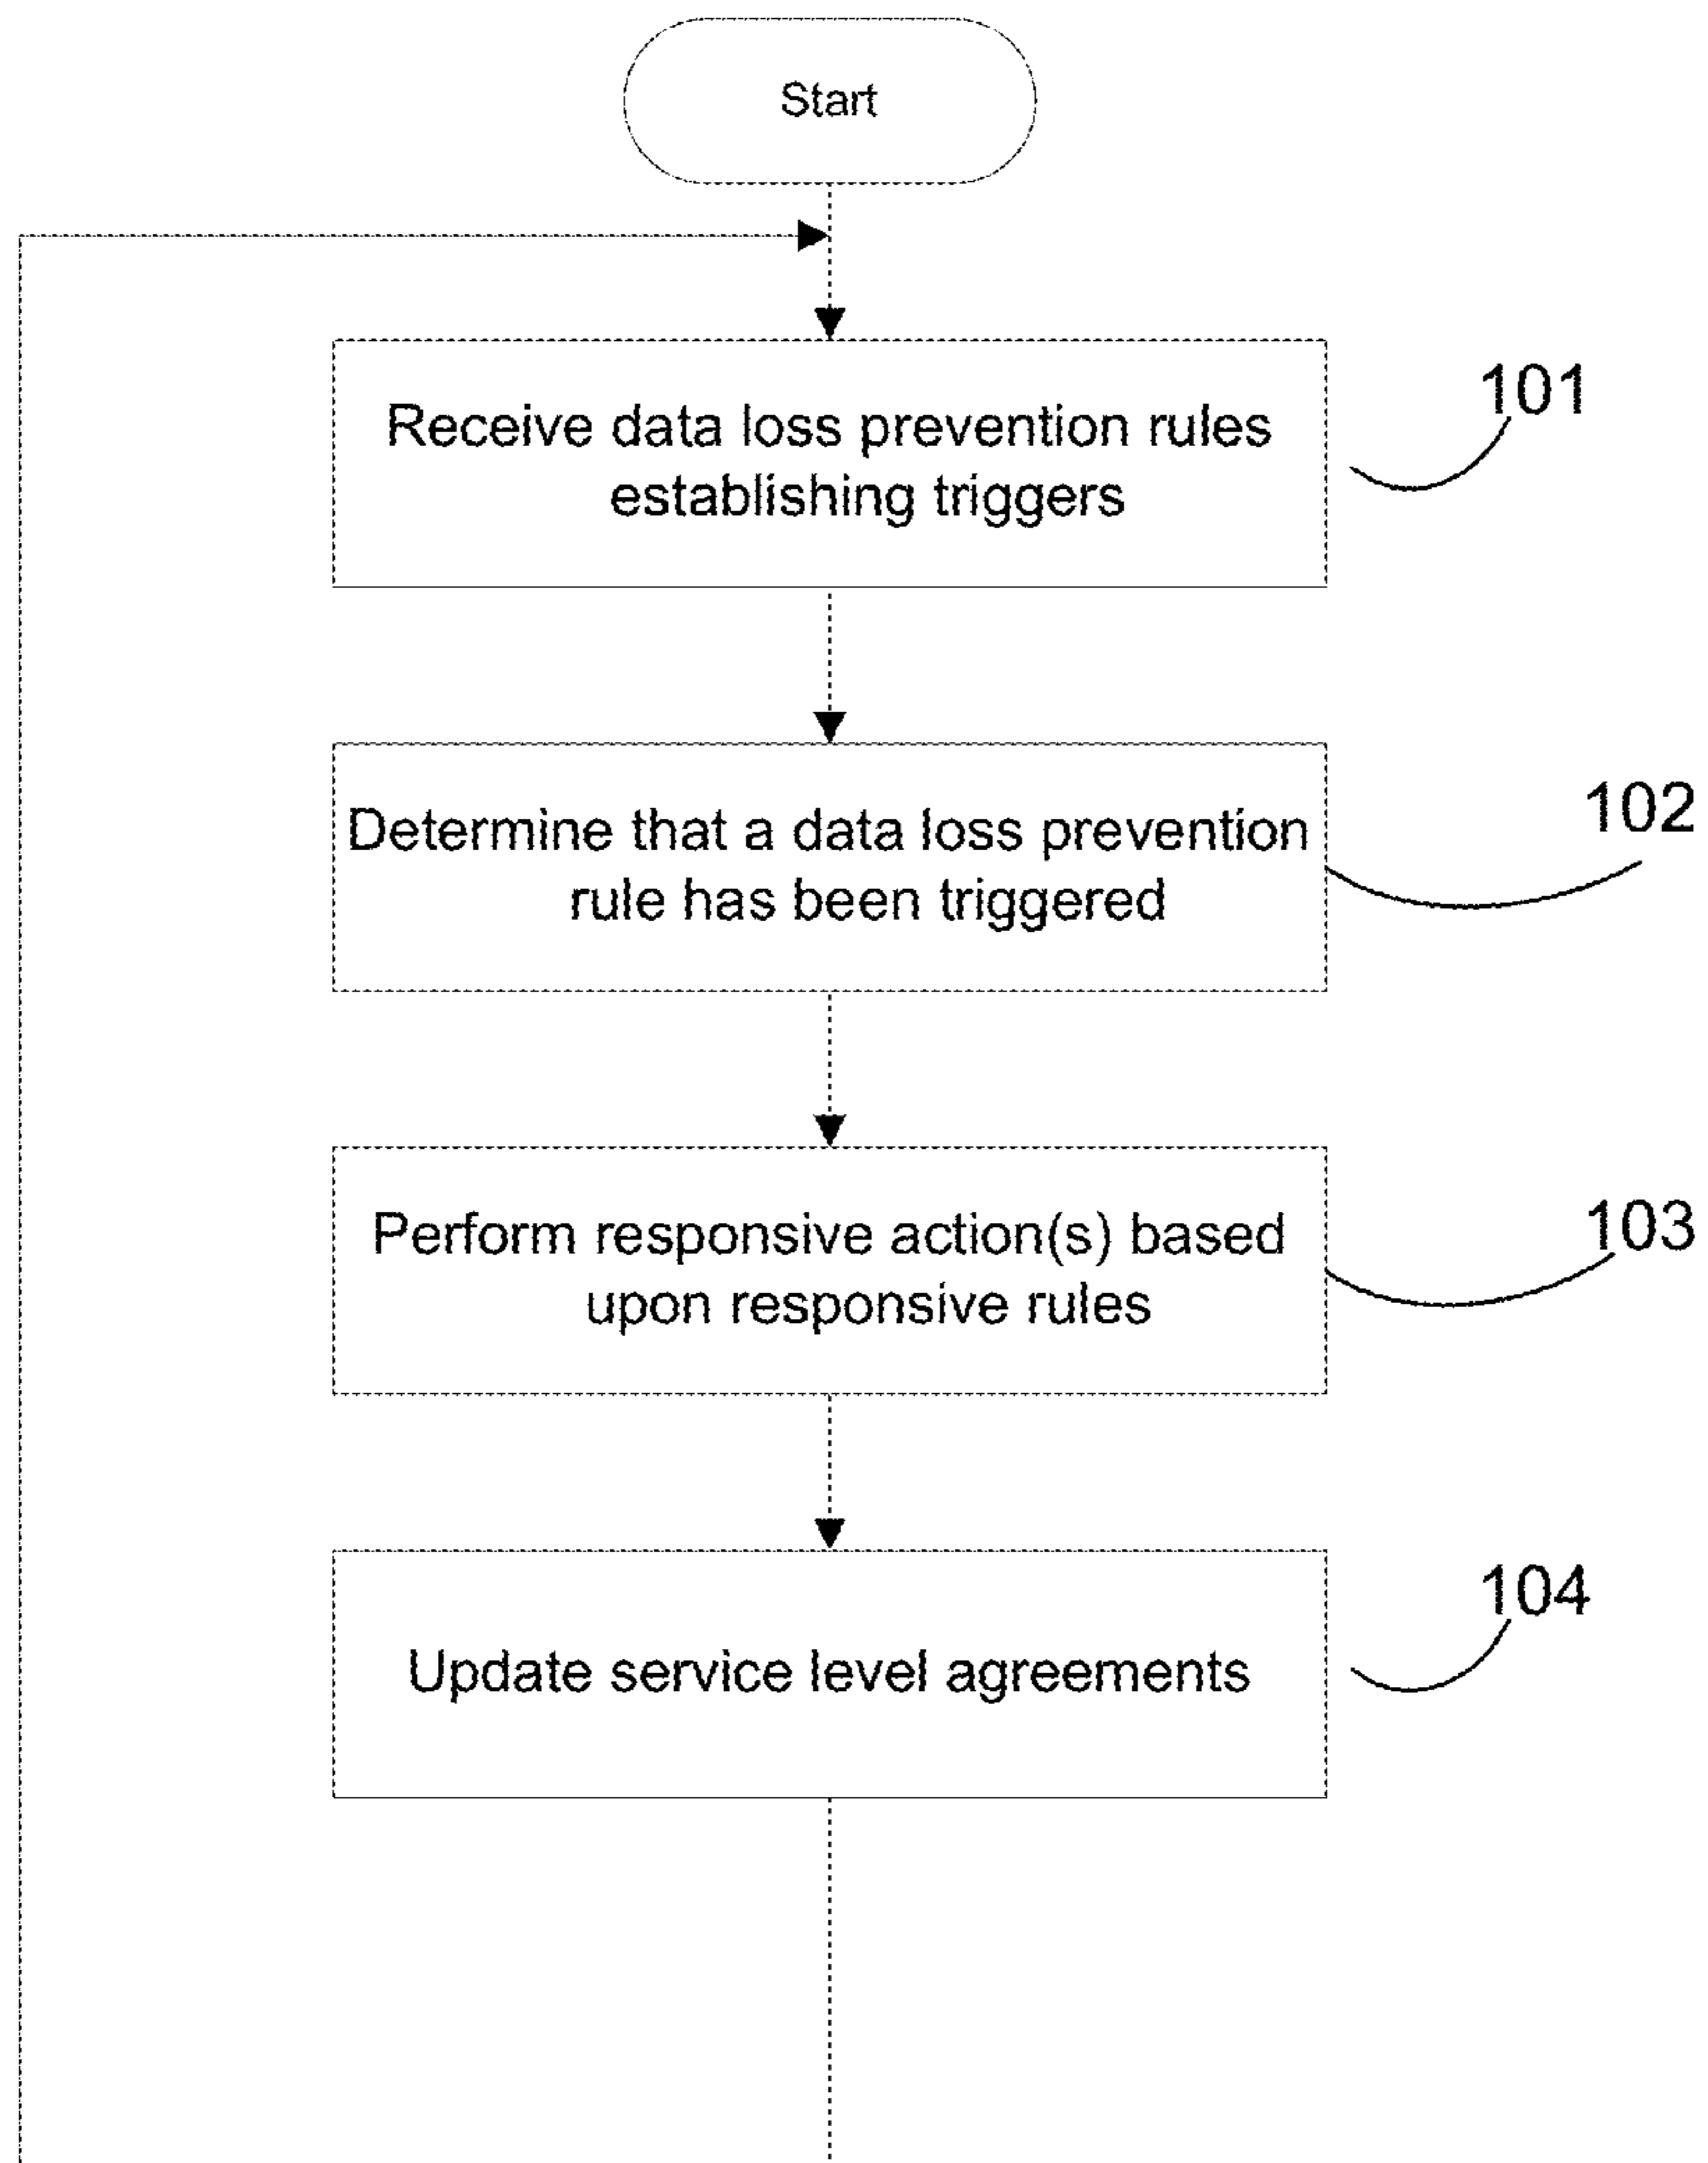 Start
Receive data loss prevention rules
establishing triggers
101
Determine that a data loss prevention
rule has been triggered
102
Perform responsive action(s) based
upon responsive rules
103
Update service level agreements
104